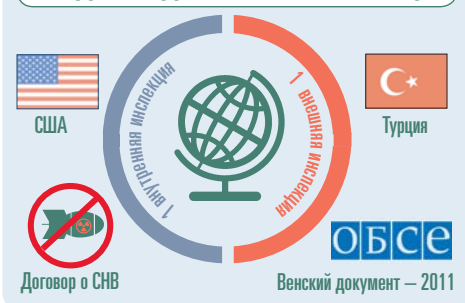 1 внутренняя инспекция
1 внешняя инспекция
США
Турция
ОБСЕ
Договор о СНВ
Венский документ – 2011